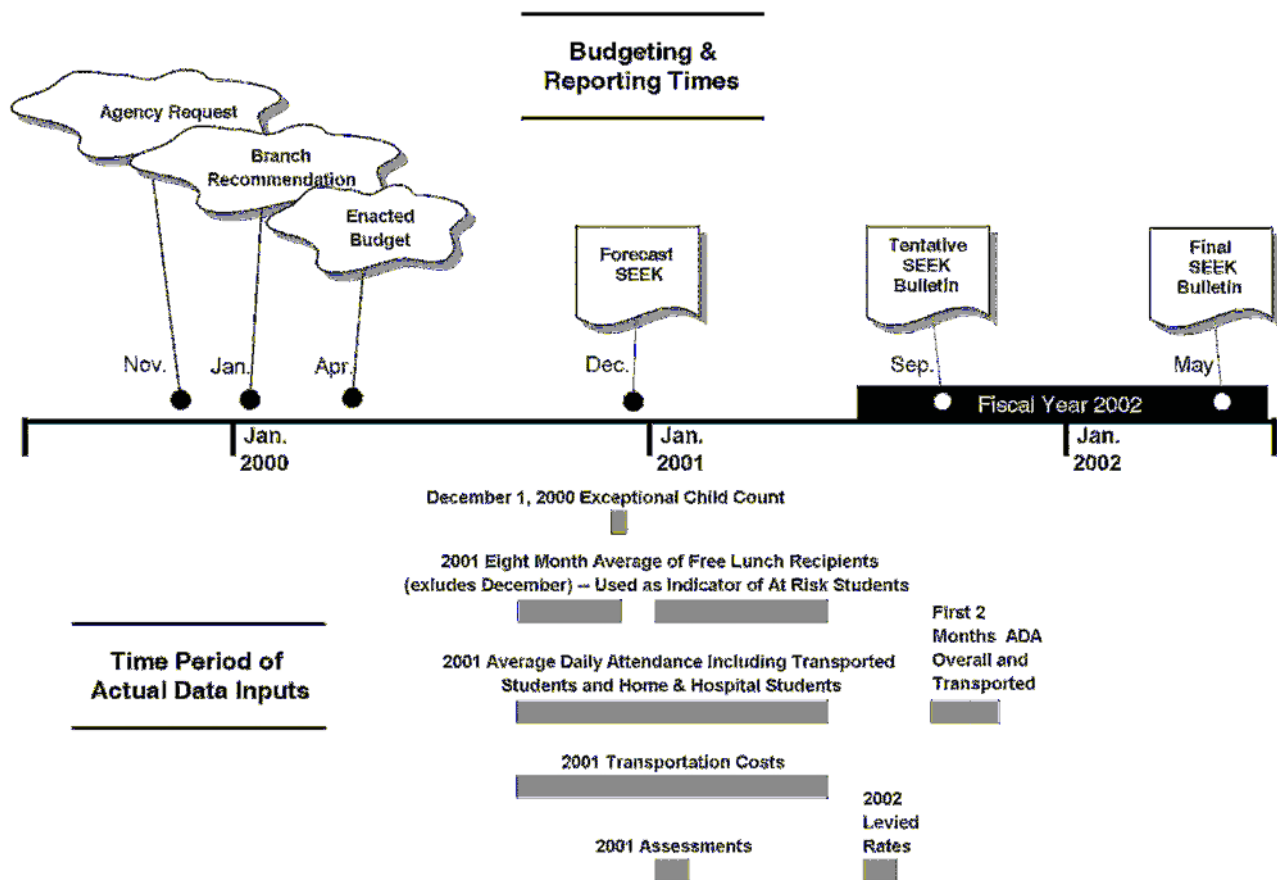 Budgeting &
Reporting Times
Agency Request
Branch
Recommendation
Enacted
Budget
Forecast
SEEK
Tentative
SEEK
Bulletin
Final
SEEK
Bulletin
Nov.
Jan.
Apr.
Dec.
Sep.
May
Fiscal Year 2002
Jan.
2000
Jan.
2001
Jan.
2002
December 1, 2000 Exceptional Child Count
2001 Eight Month Average of Free Lunch Recipients
(exludes December) -- Used as Indicator of At Risk Students
First 2
Months ADA
Overall and
Transported
Time Period of
Actual Data Inputs
2001 Average Daily Attendance Including Transported
Students and Home & Hospital Students
2001 Transportation Costs
2002
Levied
Rates
2001 Assessments